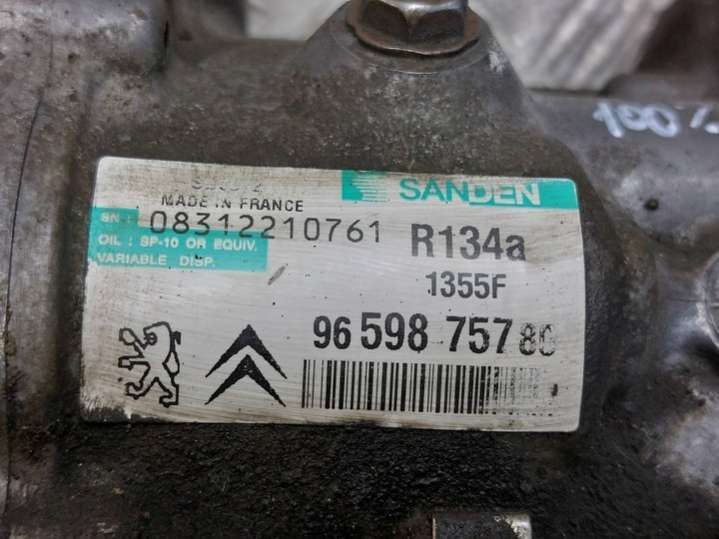 SANDEN
MADE IN FRANCE
SN : 08312210761
OIL : SP-10 OR EQUIV.
VARIABLE DISP.
R134a
1355F
96 598 757 80